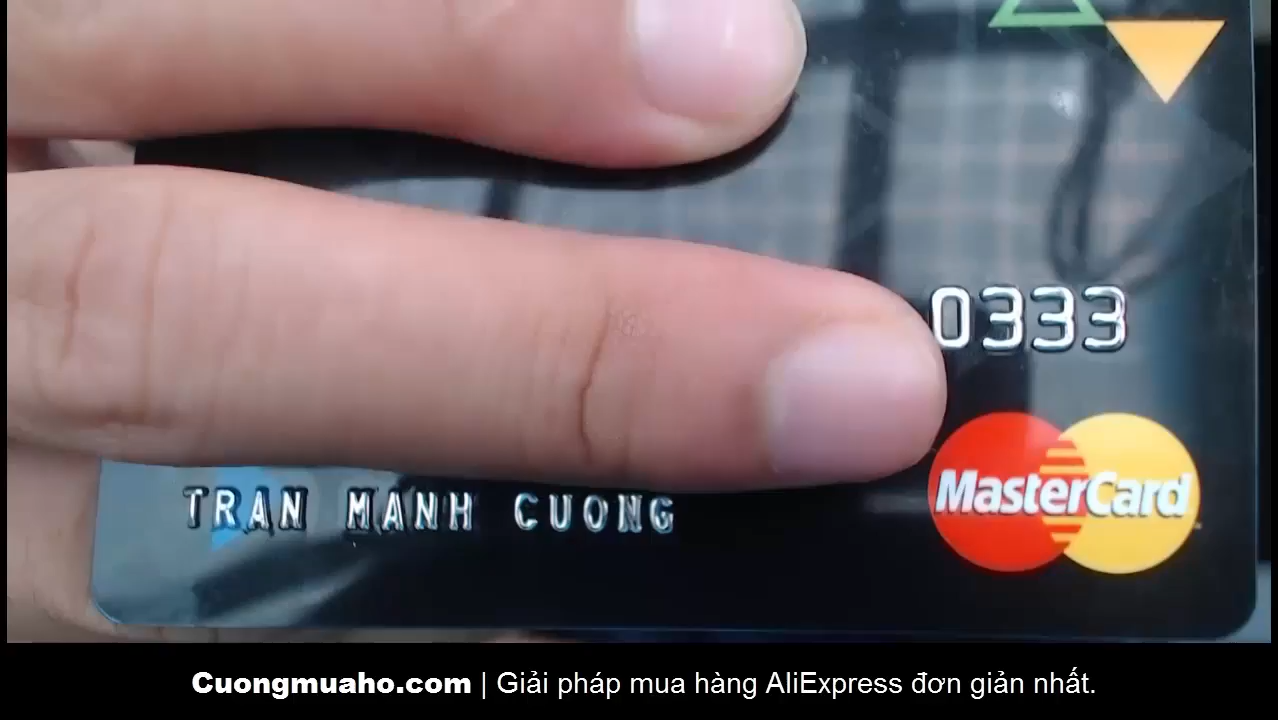 0333
MasterCard
TRAN MANH CUONG
Cuongmuaho.com | Giải pháp mua hàng AliExpress đơn giản nhất.